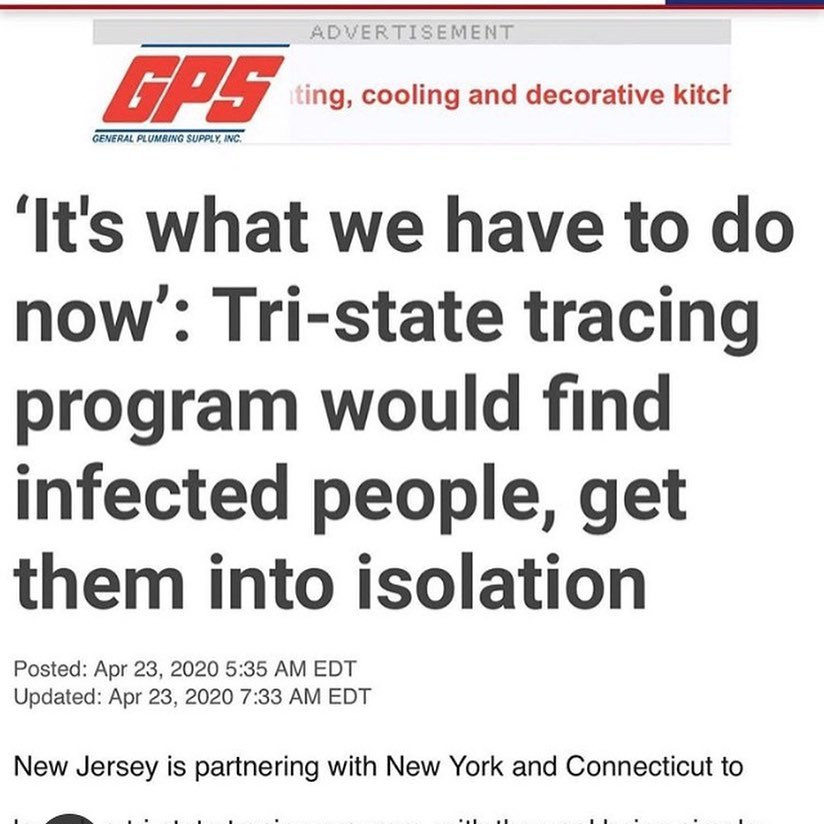 ADVERTISEMENT
GPS
GENERAL PLUMBING SUPPLY, INC.
ting, cooling and decorative kitch
‘It's what we have to do
now’: Tri-state tracing
program would find
infected people, get
them into isolation
Posted: Apr 23, 2020 5:35 AM EDT
Updated: Apr 23, 2020 7:33 AM EDT
New Jersey is partnering with New York and Connecticut to